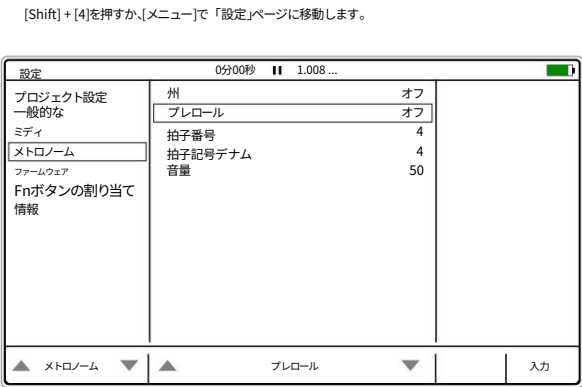 [Shift] + [4]を押すか、[メニュー]で「設定」ページに移動します。
設定 0分00秒 1.008 ...
プロジェクト設定
一般的な
ミディ
メトロノーム
ファームウェア
Fnボタンの割り当て
情報
州 オフ
プレロール オフ
拍子番号 4
拍子記号デナム 4
音量 50
メトロノーム プレロール 入力